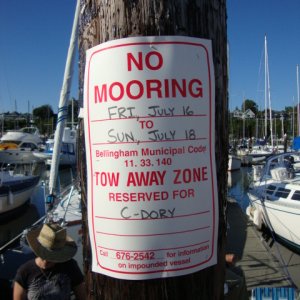 NO
MOORING
FRI, JULY 16
TO
SUN, JULY 18
Bellingham Municipal Code
11. 33. 140
TOW AWAY ZONE
RESERVED FOR
C-DORY
Call 676-2542 for information
on impounded vessel